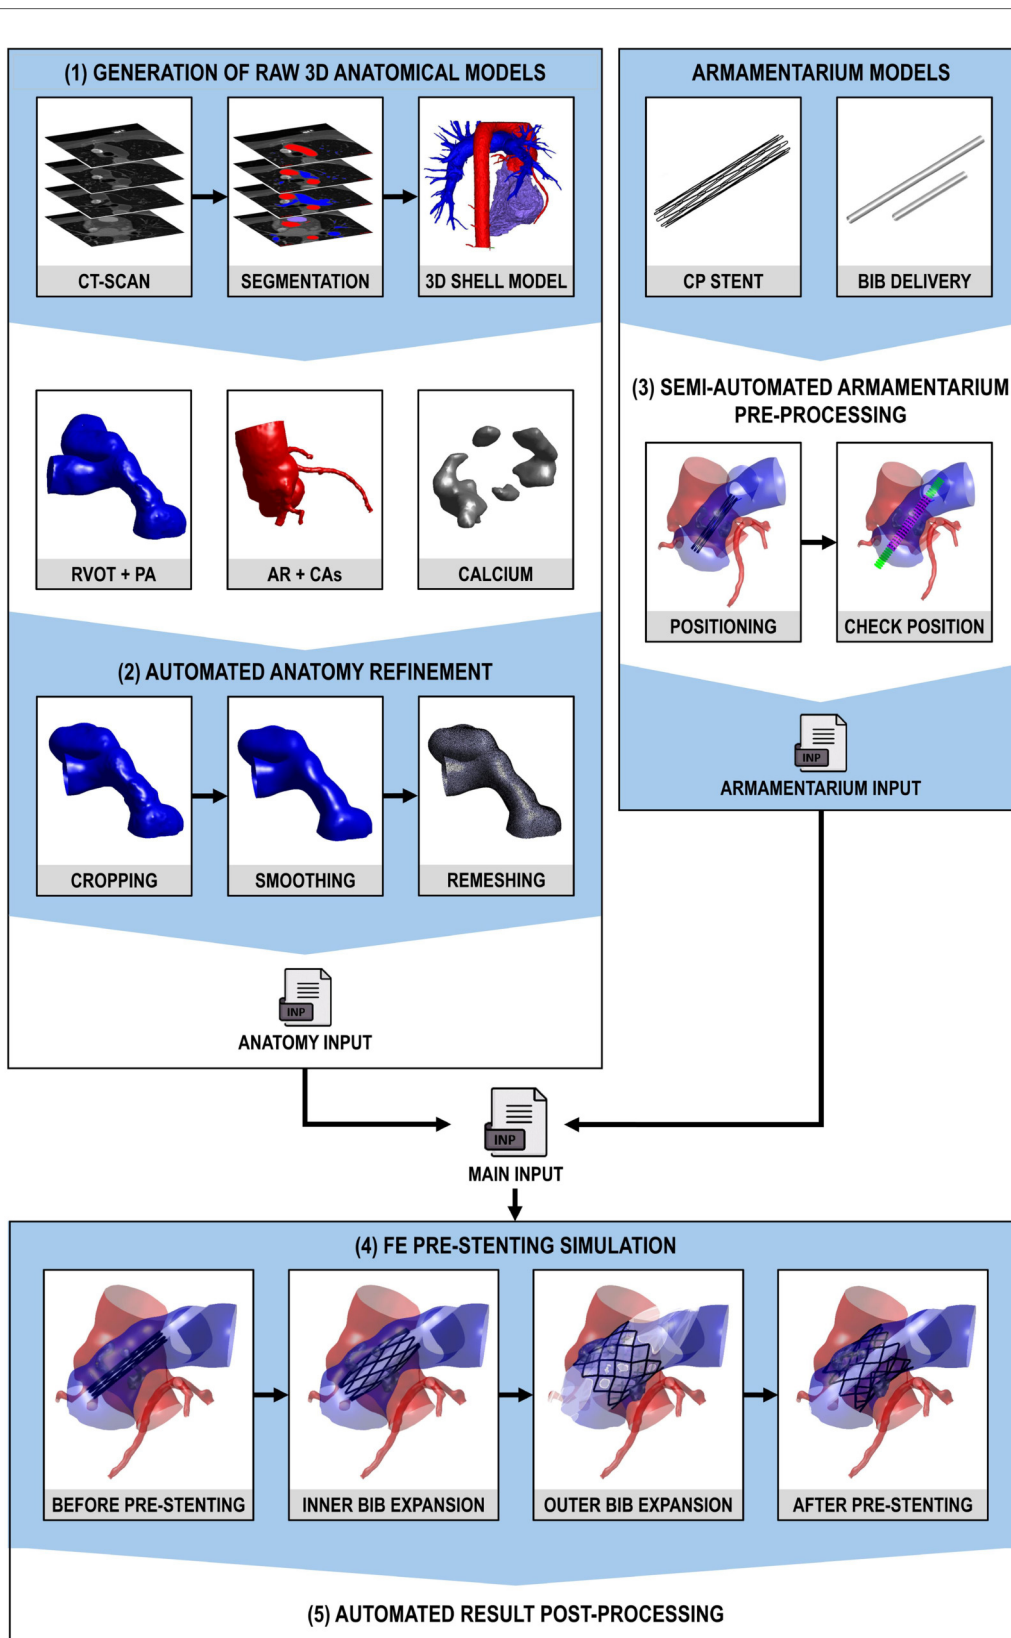 (1) GENERATION OF RAW 3D ANATOMICAL MODELS
CT-SCAN
SEGMENTATION
3D SHELL MODEL
RVOT + PA
AR + CAs
CALCIUM
(2) AUTOMATED ANATOMY REFINEMENT
CROPPING
SMOOTHING
REMESHING
INP
ANATOMY INPUT
ARMAMENTARIUM MODELS
CP STENT
BIB DELIVERY
(3) SEMI-AUTOMATED ARMAMENTARIUM
PRE-PROCESSING
POSITIONING
CHECK POSITION
INP
ARMAMENTARIUM INPUT
INP
MAIN INPUT
(4) FE PRE-STENTING SIMULATION
BEFORE PRE-STENTING
INNER BIB EXPANSION
OUTER BIB EXPANSION
AFTER PRE-STENTING
(5) AUTOMATED RESULT POST-PROCESSING